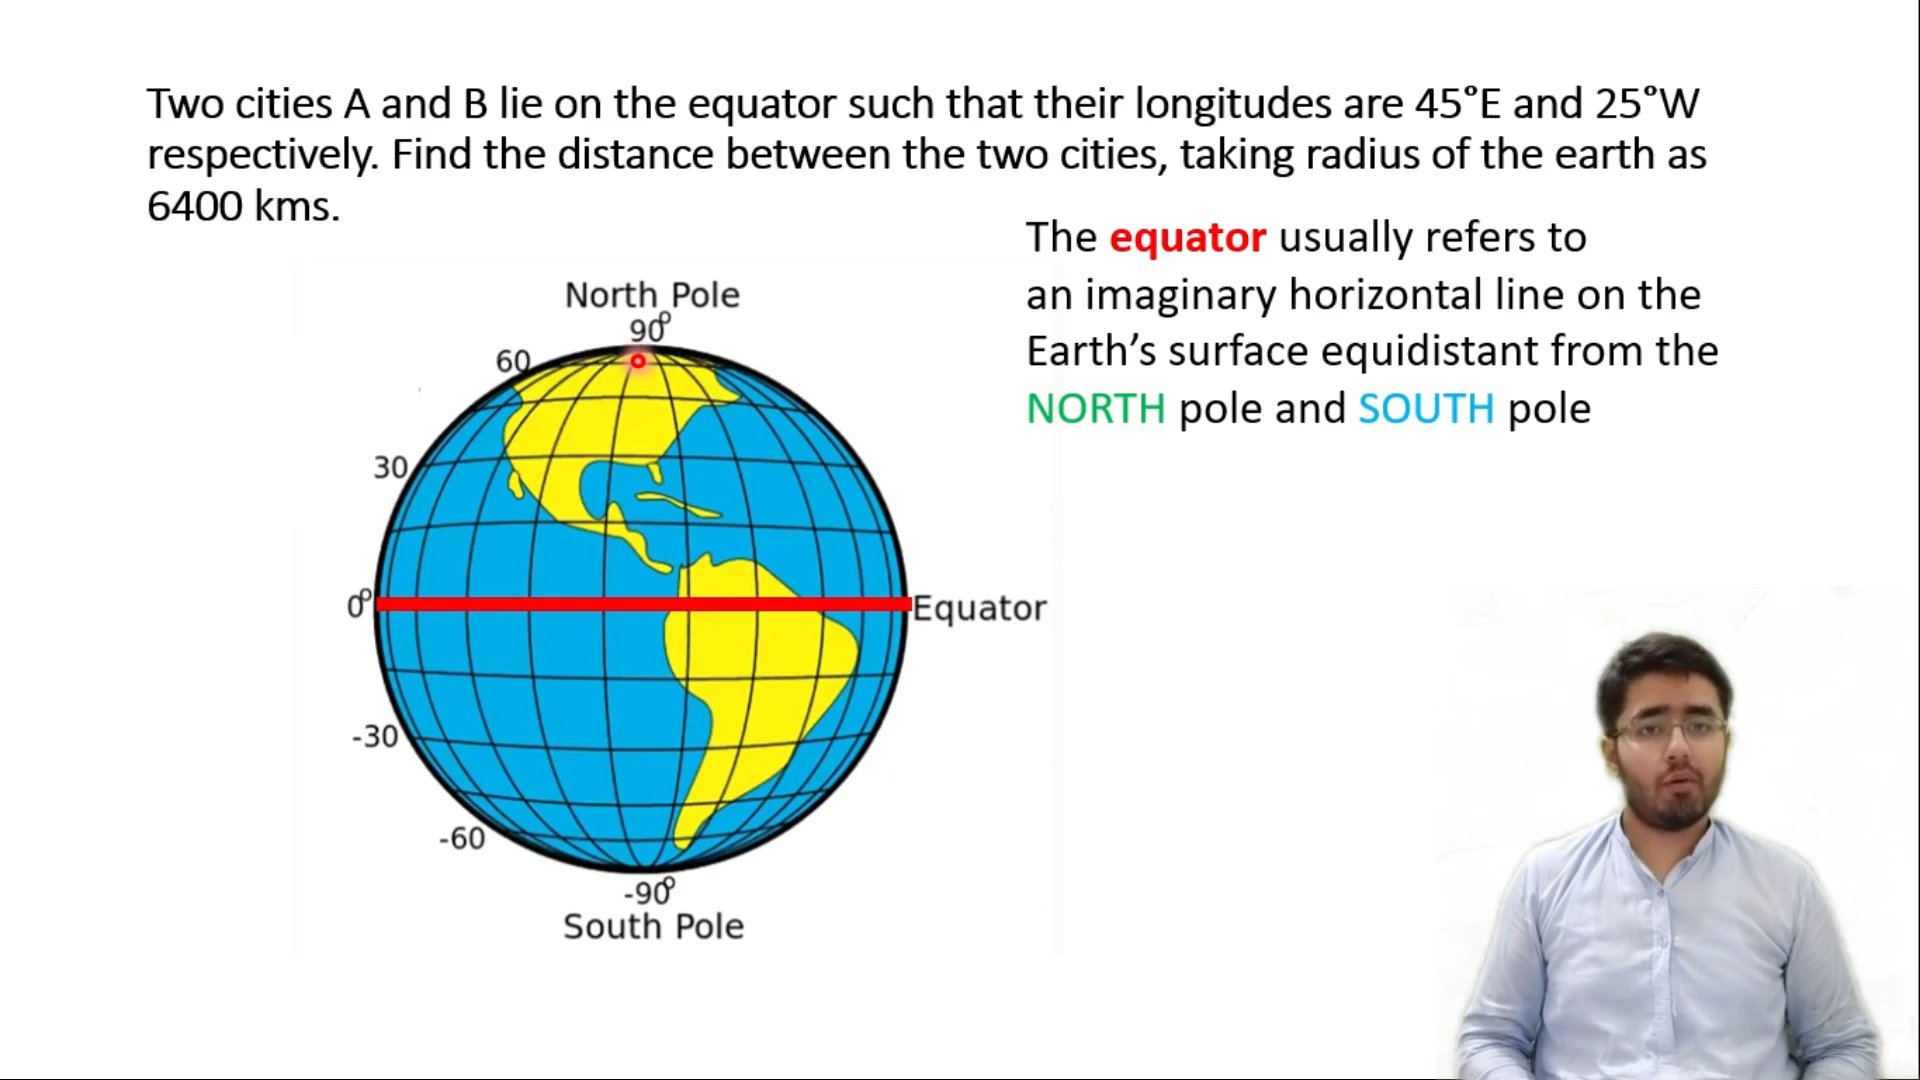 Two cities A and B lie on the equator such that their longitudes are 45°E and 25°W
respectively. Find the distance between the two cities, taking radius of the earth as
6400 kms.
The equator usually refers to
an imaginary horizontal line on the
Earth’s surface equidistant from the
NORTH pole and SOUTH pole
North Pole
90°
60
30
0°
Equator
-30
-60
-90°
South Pole